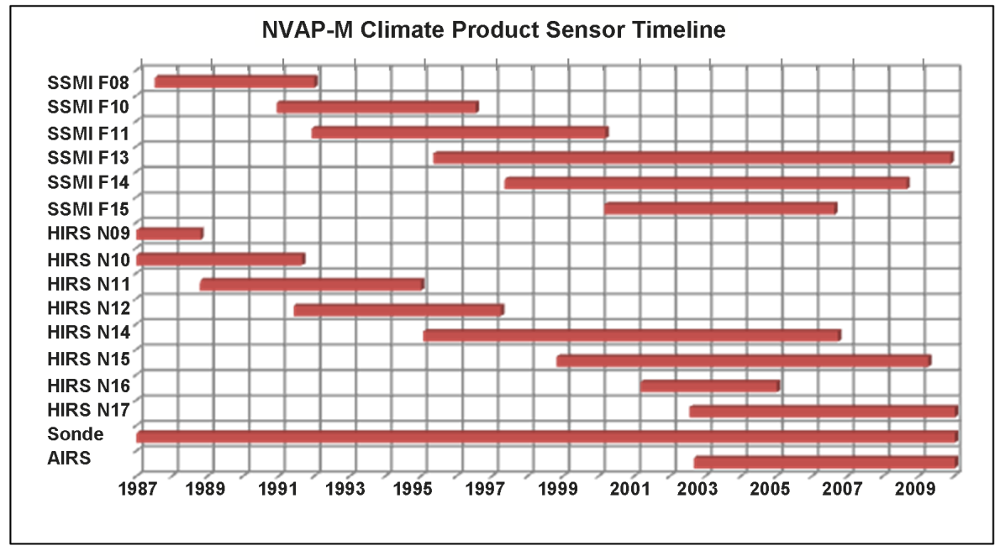 NVAP-M Climate Product Sensor Timeline
SSMI F08
SSMI F10
SSMI F11
SSMI F13
SSMI F14
SSMI F15
HIRS N09
HIRS N10
HIRS N11
HIRS N12
HIRS N14
HIRS N15
HIRS N16
HIRS N17
Sonde
AIRS
1987 1989 1991 1993 1995 1997 1999 2001 2003 2005 2007 2009